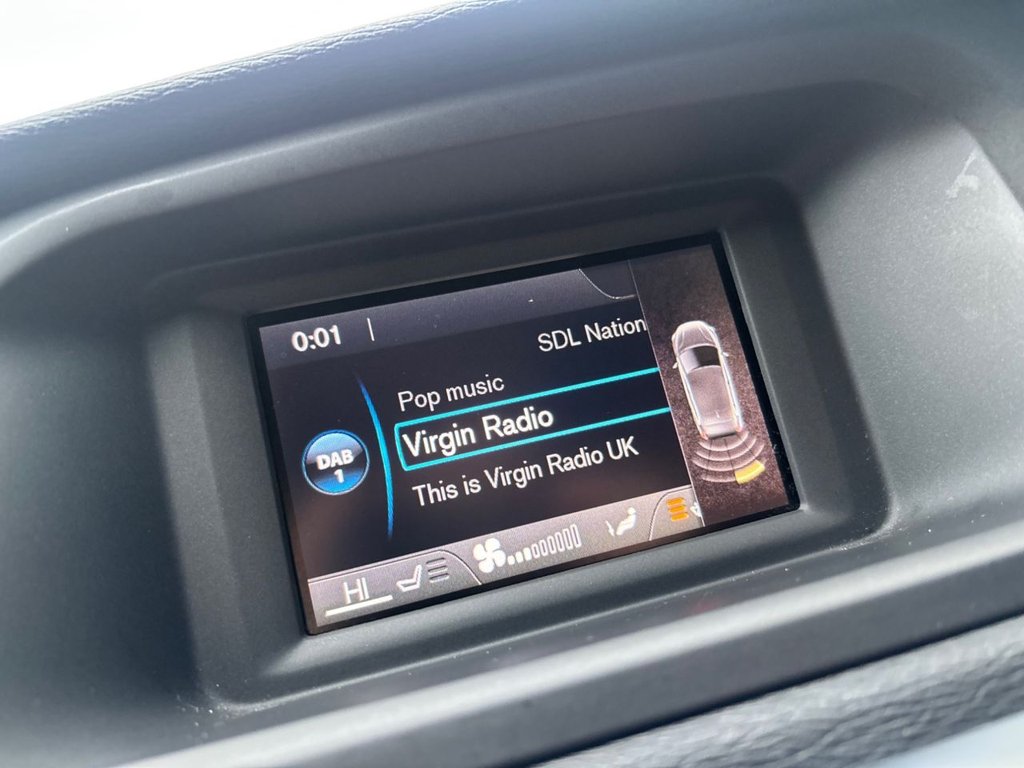 0:01
SDL Nation
Pop music
Virgin Radio
This is Virgin Radio UK
DAB
1
HI